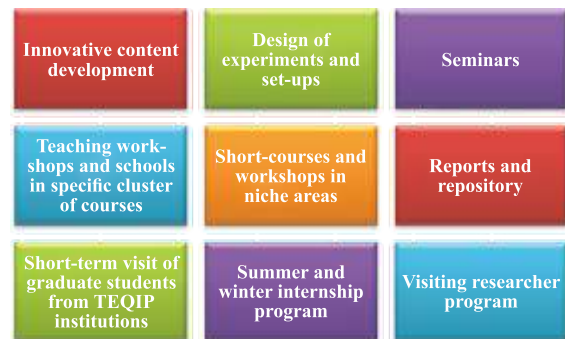 Innovative content
development
Design of
experiments and
set-ups
Seminars
Teaching work-
shops and schools
in specific cluster
of courses
Short-courses and
workshops in
niche areas
Reports and
repository
Short-term visit of
graduate students
from TEQIP
institutions
Summer and
winter internship
program
Visiting researcher
program